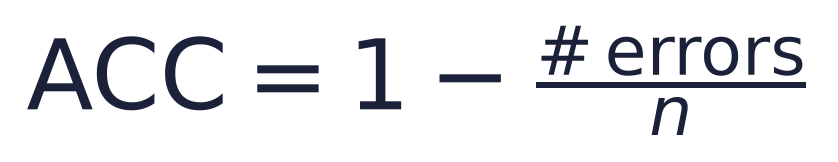 ACC = 1 − # errors / n